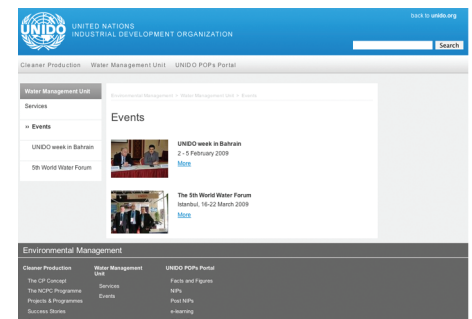 back to unido.org
UNIDO
UNITED NATIONS
INDUSTRIAL DEVELOPMENT ORGANIZATION
Search
Cleaner Production
Water Management Unit
UNIDO POPs Portal
Water Management Unit
Environmental Management > Water Management Unit > Events
Services
Events
» Events
UNIDO week in Bahrain
UNIDO week in Bahrain
2 - 5 February 2009
More
5th World Water Forum
The 5th World Water Forum
Istanbul, 16-22 March 2009
More
Environmental Management
Cleaner Production
The CP Concept
The NCPC Programme
Projects & Programmes
Success Stories
Water Management
Unit
Services
Events
UNIDO POPs Portal
Facts and Figures
NIPs
Post NIPs
e-learning